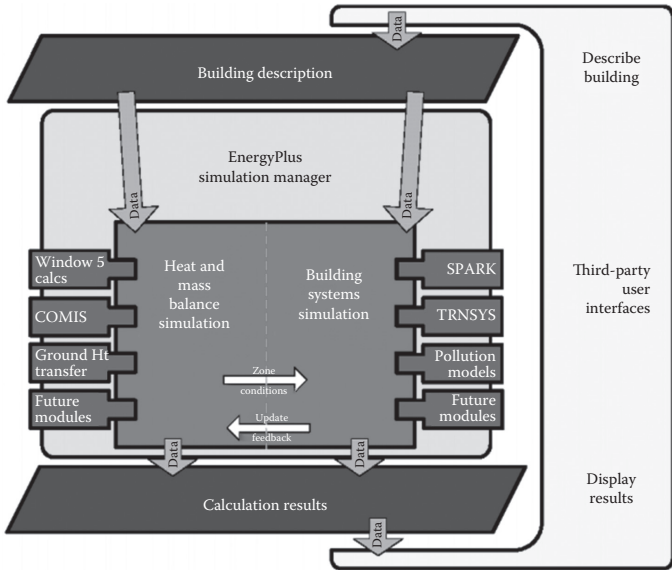 Data
Building description
Describe
building
EnergyPlus
simulation manager
Data
Data
Window 5
calcs
COMIS
Ground Ht
transfer
Future
modules
Heat and
mass
balance
simulation
Building
systems
simulation
Zone
conditions
Update
feedback
SPARK
TRNSYS
Pollution
models
Future
modules
Third-party
user
interfaces
Data
Data
Calculation results
Display
results
Data